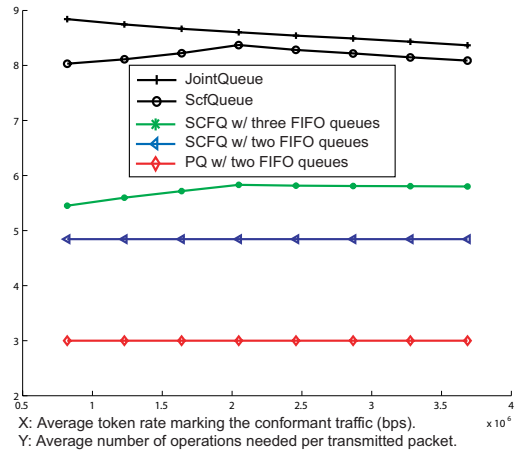 9
8
JointQueue
ScfQueue
SCFQ w/ three FIFO queues
SCFQ w/ two FIFO queues
PQ w/ two FIFO queues
7
6
5
4
3
2
0.5 1 1.5 2 2.5 3 3.5 4
x 10⁶
X: Average token rate marking the conformant traffic (bps).
Y: Average number of operations needed per transmitted packet.